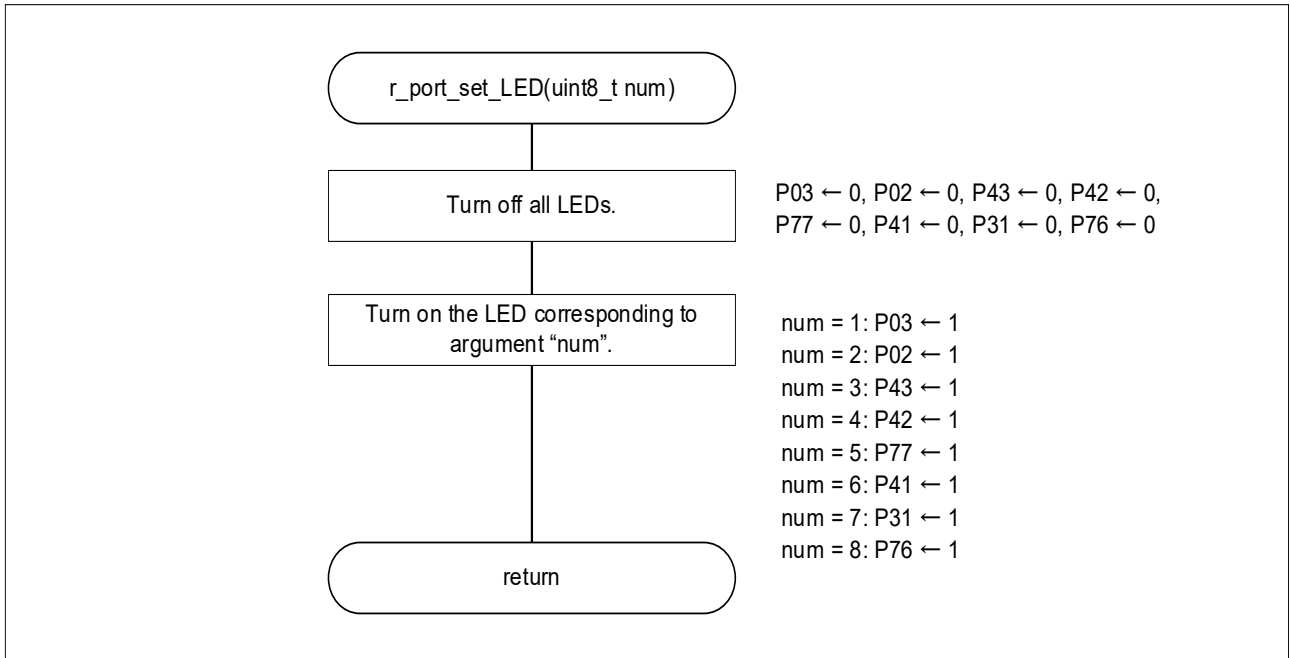 r_port_set_LED(uint8_t num)
Turn off all LEDs.
P03 ← 0, P02 ← 0, P43 ← 0, P42 ← 0,
P77 ← 0, P41 ← 0, P31 ← 0, P76 ← 0
Turn on the LED corresponding to
argument “num”.
num = 1: P03 ← 1
num = 2: P02 ← 1
num = 3: P43 ← 1
num = 4: P42 ← 1
num = 5: P77 ← 1
num = 6: P41 ← 1
num = 7: P31 ← 1
num = 8: P76 ← 1
return